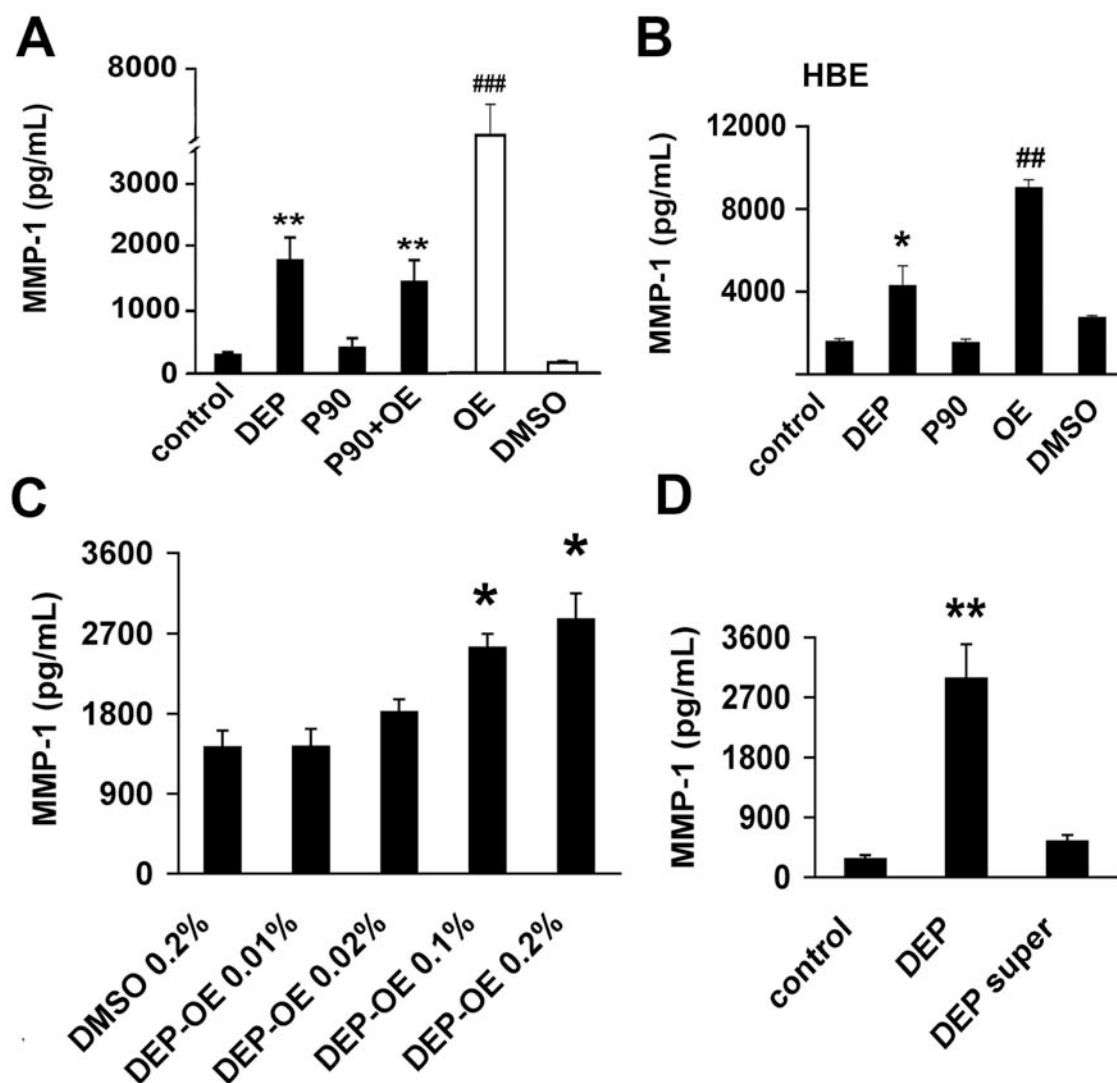 A
MMP-1 (pg/mL)
8000
3000
2000
1000
0
**
**
###
control
DEP
P90
P90+OE
OE
DMSO
B
HBE
MMP-1 (pg/mL)
12000
8000
4000
*
##
control
DEP
P90
OE
DMSO
C
MMP-1 (pg/mL)
3600
2700
1800
900
0
*
*
DMSO 0.2%
DEP-OE 0.01%
DEP-OE 0.02%
DEP-OE 0.1%
DEP-OE 0.2%
D
MMP-1 (pg/mL)
3600
2700
1800
900
0
**
control
DEP
DEP super